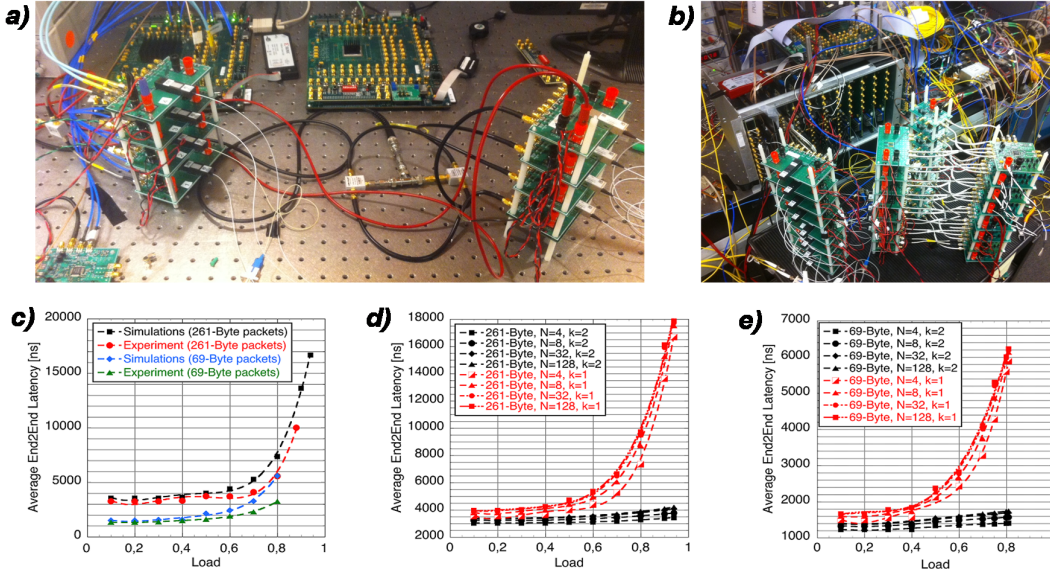 a)
b)
c)
20000
15000
10000
5000
0
Average End2End Latency [ns]
Simulations (261-Byte packets)
Experiment (261-Byte packets)
Simulations (69-Byte packets)
Experiment (69-Byte packets)
0
0,2
0,4
0,6
0,8
1
Load
d)
18000
16000
14000
12000
10000
8000
6000
4000
2000
Average End2End Latency [ns]
261-Byte, N=4, k=2
261-Byte, N=8, k=2
261-Byte, N=32, k=2
261-Byte, N=128, k=2
261-Byte, N=4, k=1
261-Byte, N=8, k=1
261-Byte, N=32, k=1
261-Byte, N=128, k=1
0
0,2
0,4
0,6
0,8
1
Load
e)
7000
6000
5000
4000
3000
2000
1000
Average End2End Latency [ns]
69-Byte, N=4, k=2
69-Byte, N=8, k=2
69-Byte, N=32, k=2
69-Byte, N=128, k=2
69-Byte, N=4, k=1
69-Byte, N=8, k=1
69-Byte, N=32, k=1
69-Byte, N=128, k=1
0
0,2
0,4
0,6
0,8
1
Load